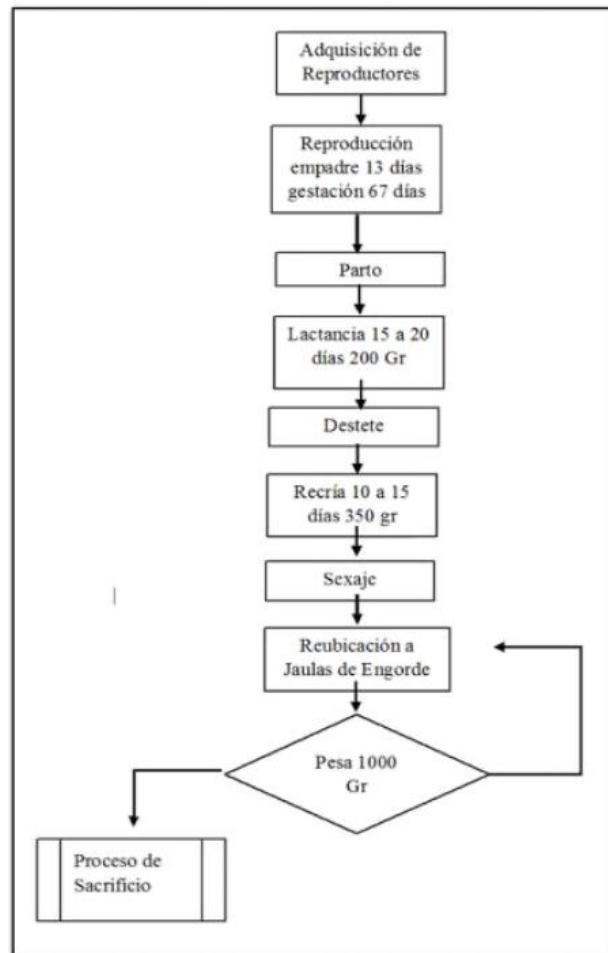 Adquisición de
Reproductores
Reproducción
empadre 13 días
gestación 67 días
Parto
Lactancia 15 a 20
días 200 Gr
Destete
Recría 10 a 15
días 350 gr
Sexaje
Reubicación a
Jaulas de Engorde
Pesa 1000
Gr
Proceso de
Sacrificio